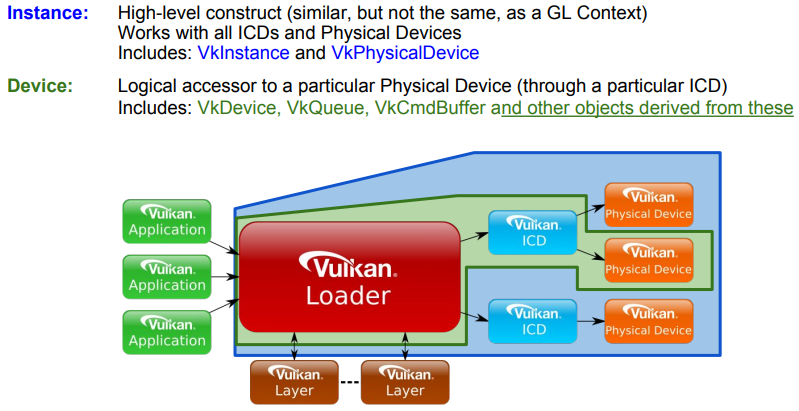 Instance: High-level construct (similar, but not the same, as a GL Context)
Works with all ICDs and Physical Devices
Includes: VkInstance and VkPhysicalDevice
Device: Logical accessor to a particular Physical Device (through a particular ICD)
Includes: VkDevice, VkQueue, VkCmdBuffer and other objects derived from these
Vulkan.
Application
Vulkan.
Application
Vulkan.
Application
Vulkan.
Loader
Vulkan.
ICD
Vulkan.
ICD
Vulkan.
Physical Device
Vulkan.
Physical Device
Vulkan.
Physical Device
Vulkan.
Layer
Vulkan.
Layer